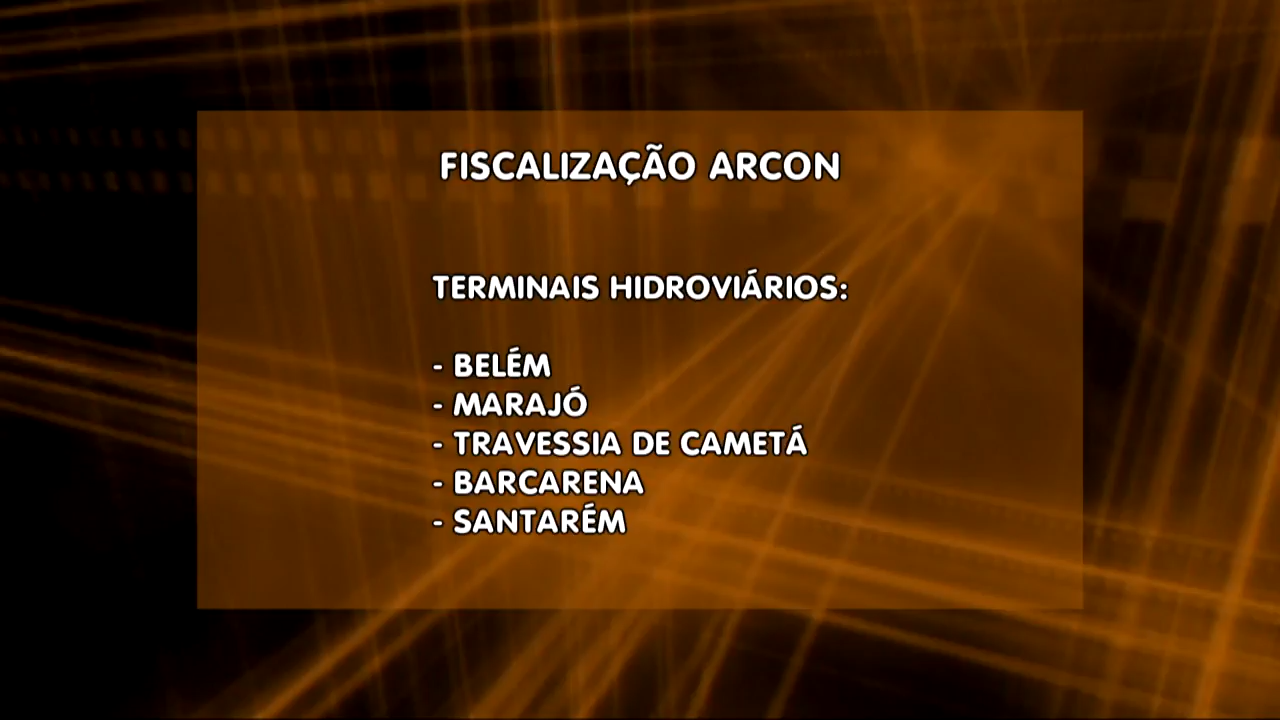 FISCALIZAÇÃO ARCON
TERMINAIS HIDROVIÁRIOS:
- BELÉM
- MARAJÓ
- TRAVESSIA DE CAMETÁ
- BARCARENA
- SANTARÉM